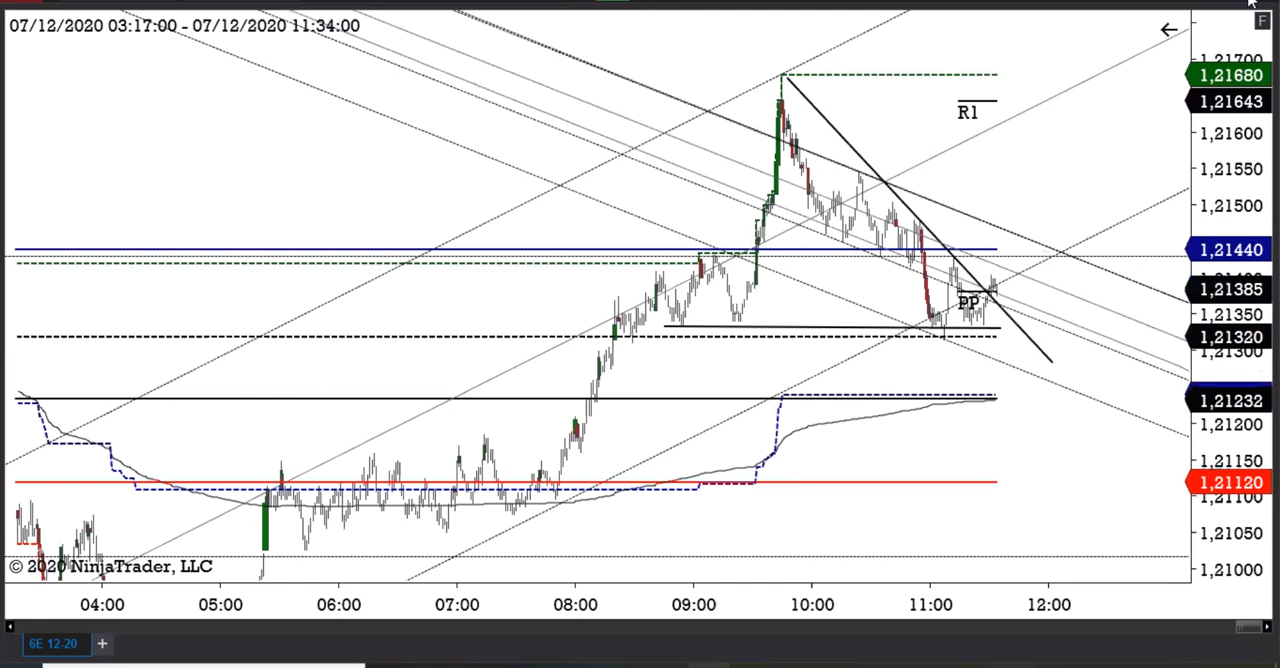 07/12/2020 03:17:00 - 07/12/2020 11:34:00
F
1,21700
1,21680
1,21643
R1
1,21600
1,21550
1,21500
1,21440
1,21385
PP
1,21350
1,21320
1,21300
1,21232
1,21200
1,21150
1,21120
1,21100
1,21050
1,21000
© 2020 NinjaTrader, LLC
04:00 05:00 06:00 07:00 08:00 09:00 10:00 11:00 12:00
6E 12-20 +